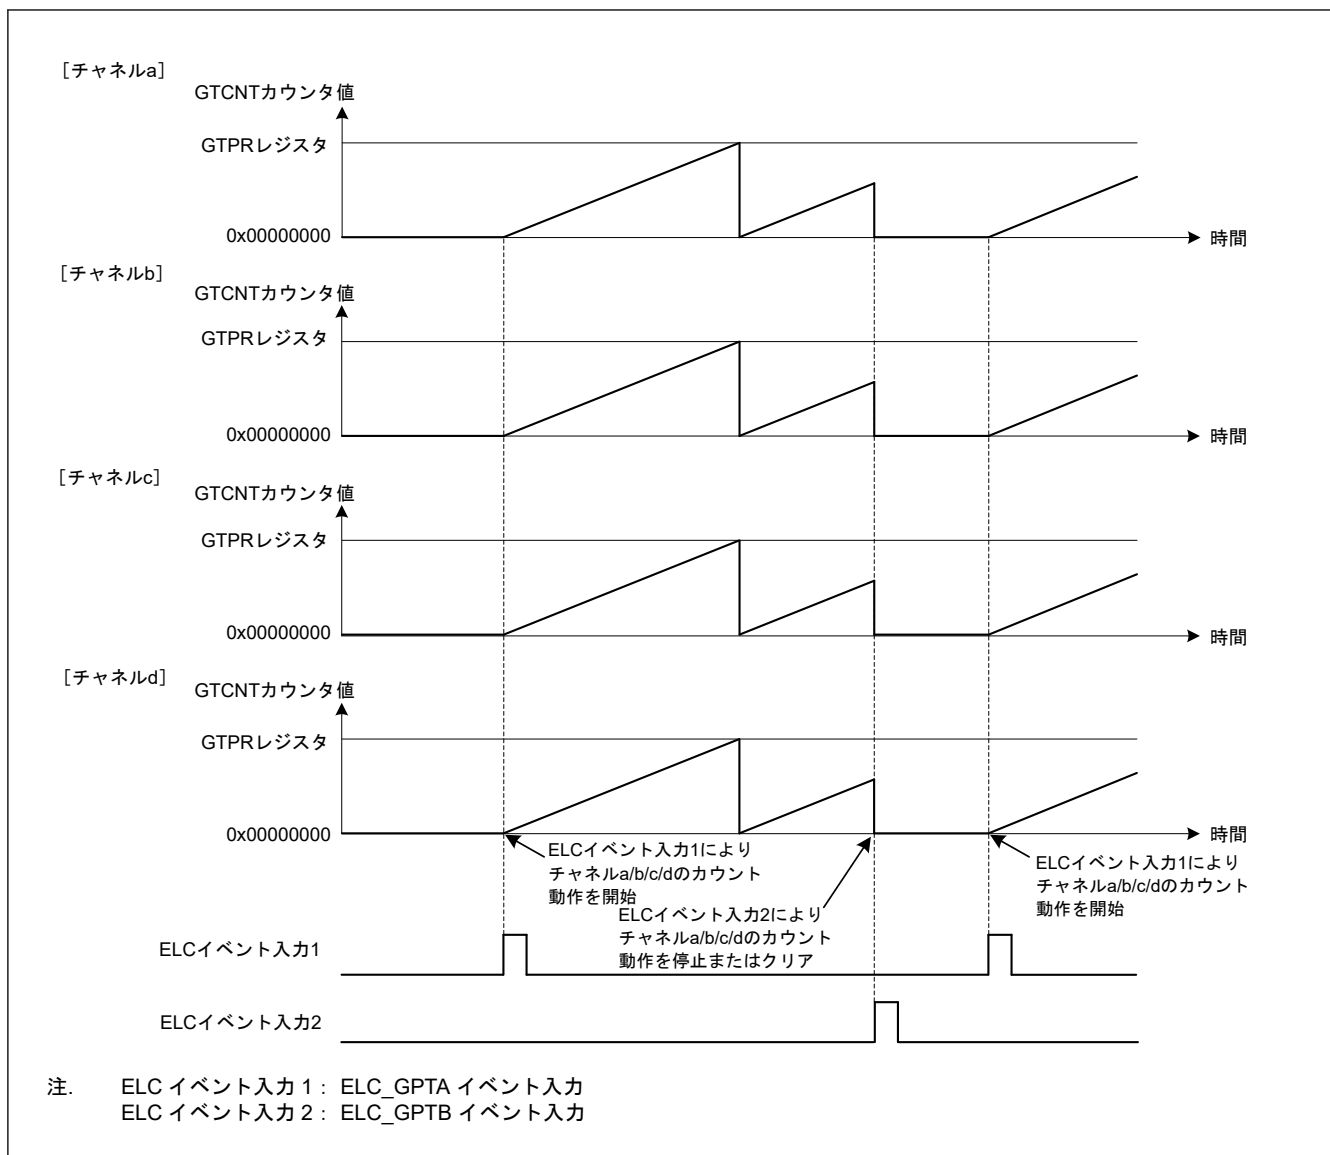 ［チャネルa］
GTCNTカウンタ値
GTPRレジスタ
0x00000000
時間
［チャネルb］
GTCNTカウンタ値
GTPRレジスタ
0x00000000
時間
［チャネルc］
GTCNTカウンタ値
GTPRレジスタ
0x00000000
時間
［チャネルd］
GTCNTカウンタ値
GTPRレジスタ
0x00000000
時間
ELCイベント入力1により
チャネルa/b/c/dのカウント
動作を開始
ELCイベント入力2により
チャネルa/b/c/dのカウント
動作を停止またはクリア
ELCイベント入力1により
チャネルa/b/c/dのカウント
動作を開始
ELCイベント入力1
ELCイベント入力2
注. ELC イベント入力 1： ELC_GPTA イベント入力
ELC イベント入力 2： ELC_GPTB イベント入力